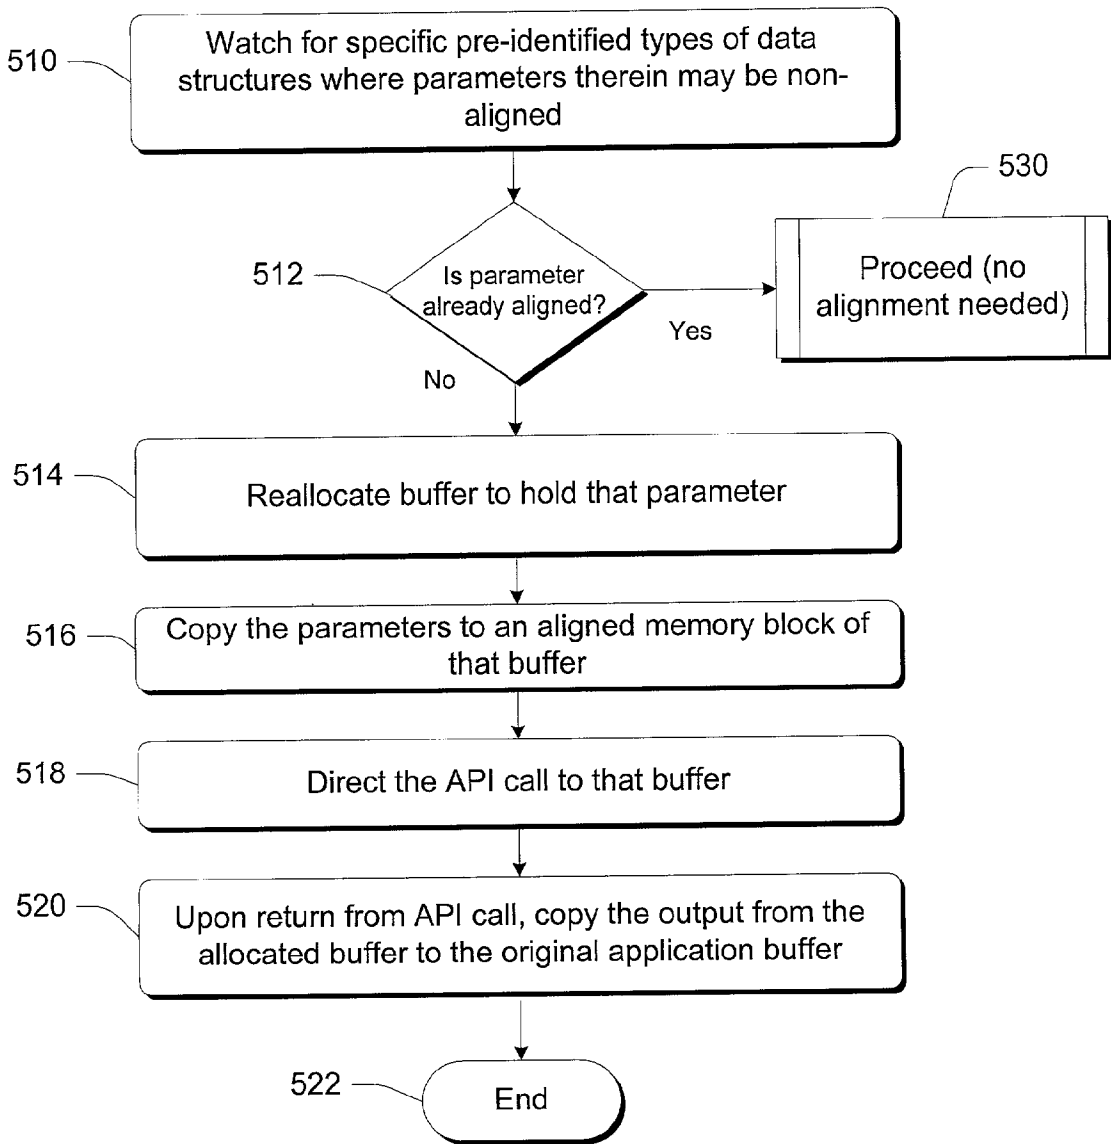 510
Watch for specific pre-identified types of data
structures where parameters therein may be non-
aligned
530
512
Is parameter
already aligned?
Proceed (no
alignment needed)
Yes
No
514
Reallocate buffer to hold that parameter
516
Copy the parameters to an aligned memory block of
that buffer
518
Direct the API call to that buffer
520
Upon return from API call, copy the output from the
allocated buffer to the original application buffer
522
End